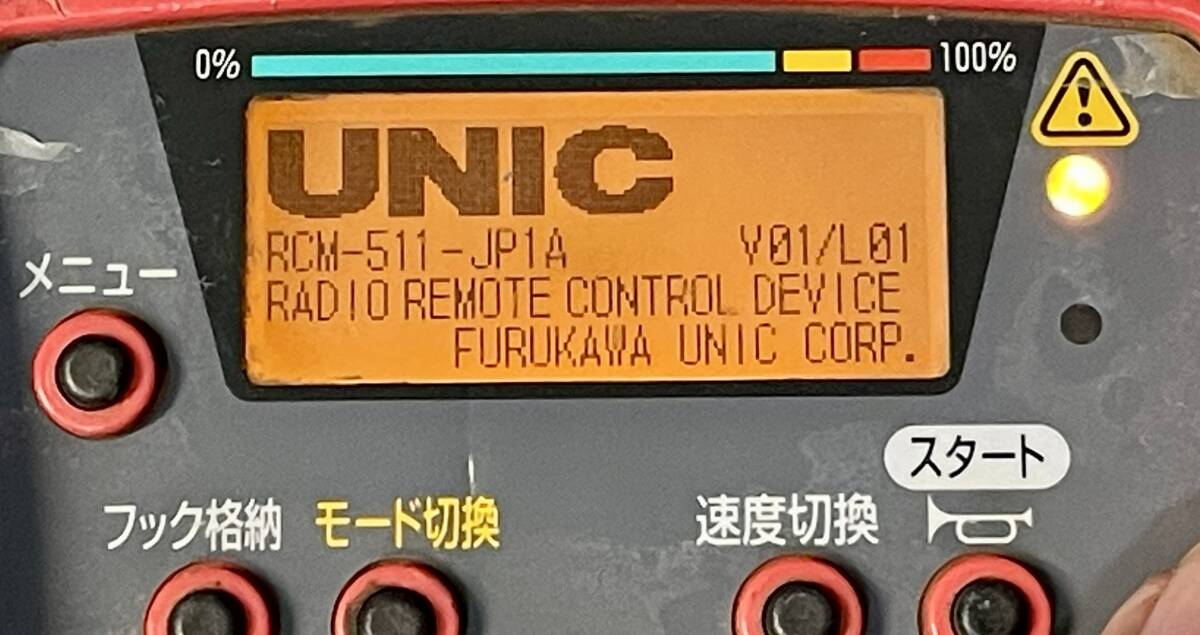 0% 100%
UNIC
RCM-511-JP1A V01/L01
RADIO REMOTE CONTROL DEVICE
FURUKAWA UNIC CORP.
メニュー
スタート
フック格納 モード切換 速度切換